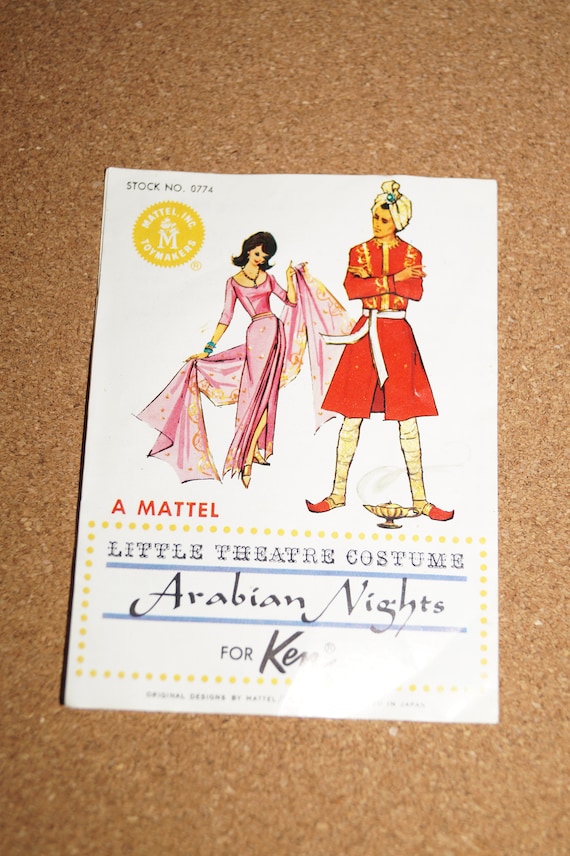 STOCK NO. 0774
MATTEL, INC.
M
TOYMAKERS
®
A MATTEL
LITTLE THEATRE COSTUME
Arabian Nights
FOR Ken®
ORIGINAL DESIGNS BY MATTEL, IN JAPAN